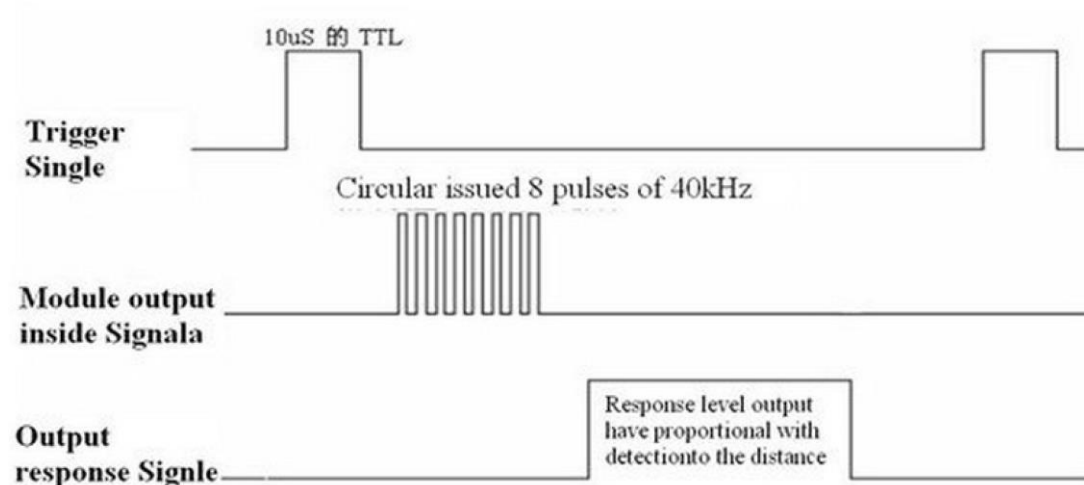 10uS 的 TTL
Trigger
Single
Circular issued 8 pulses of 40kHz
Module output
inside Signala
Response level output
have proportional with
detectionto the distance
Output
response Signle